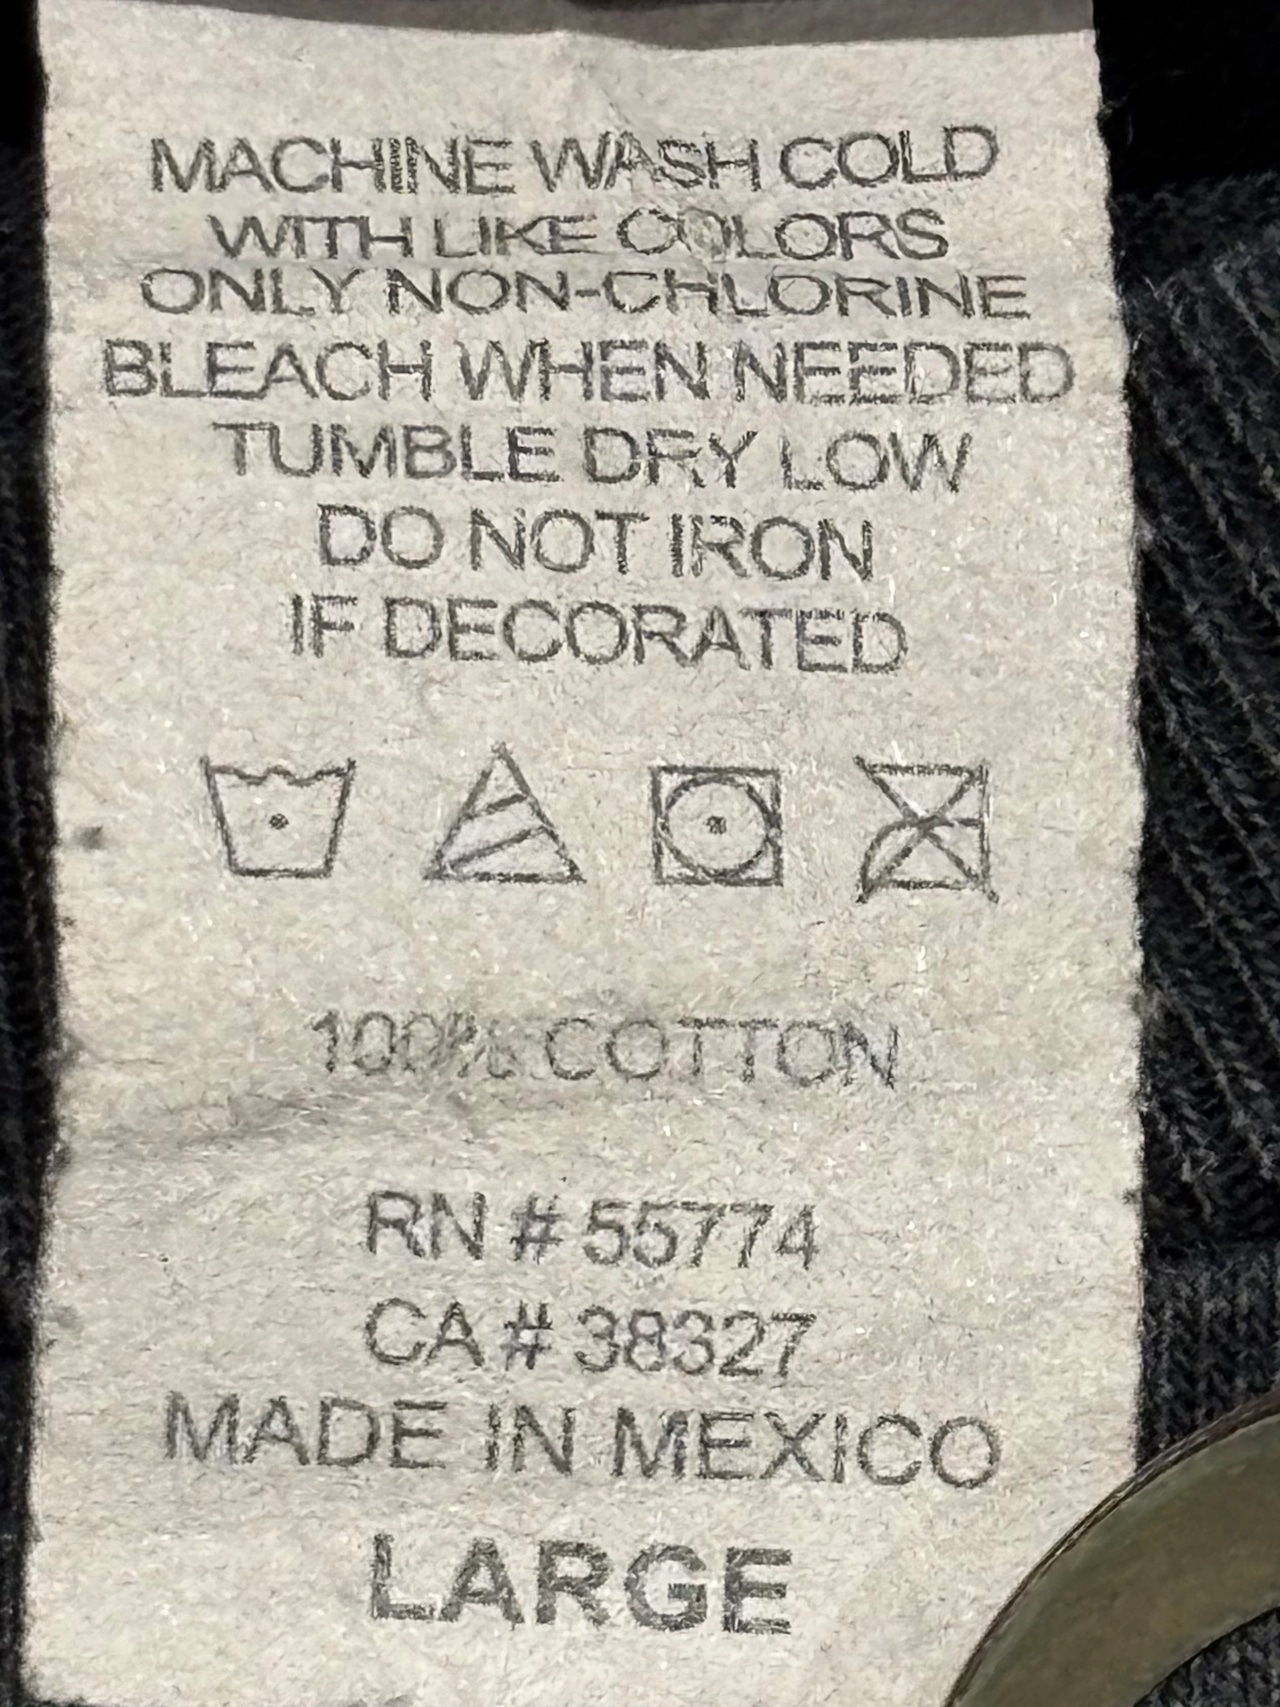 MACHINE WASH COLD
WITH LIKE COLORS
ONLY NON-CHLORINE
BLEACH WHEN NEEDED
TUMBLE DRY LOW
DO NOT IRON
IF DECORATED
100% COTTON
RN # 55774
CA # 38327
MADE IN MEXICO
LARGE